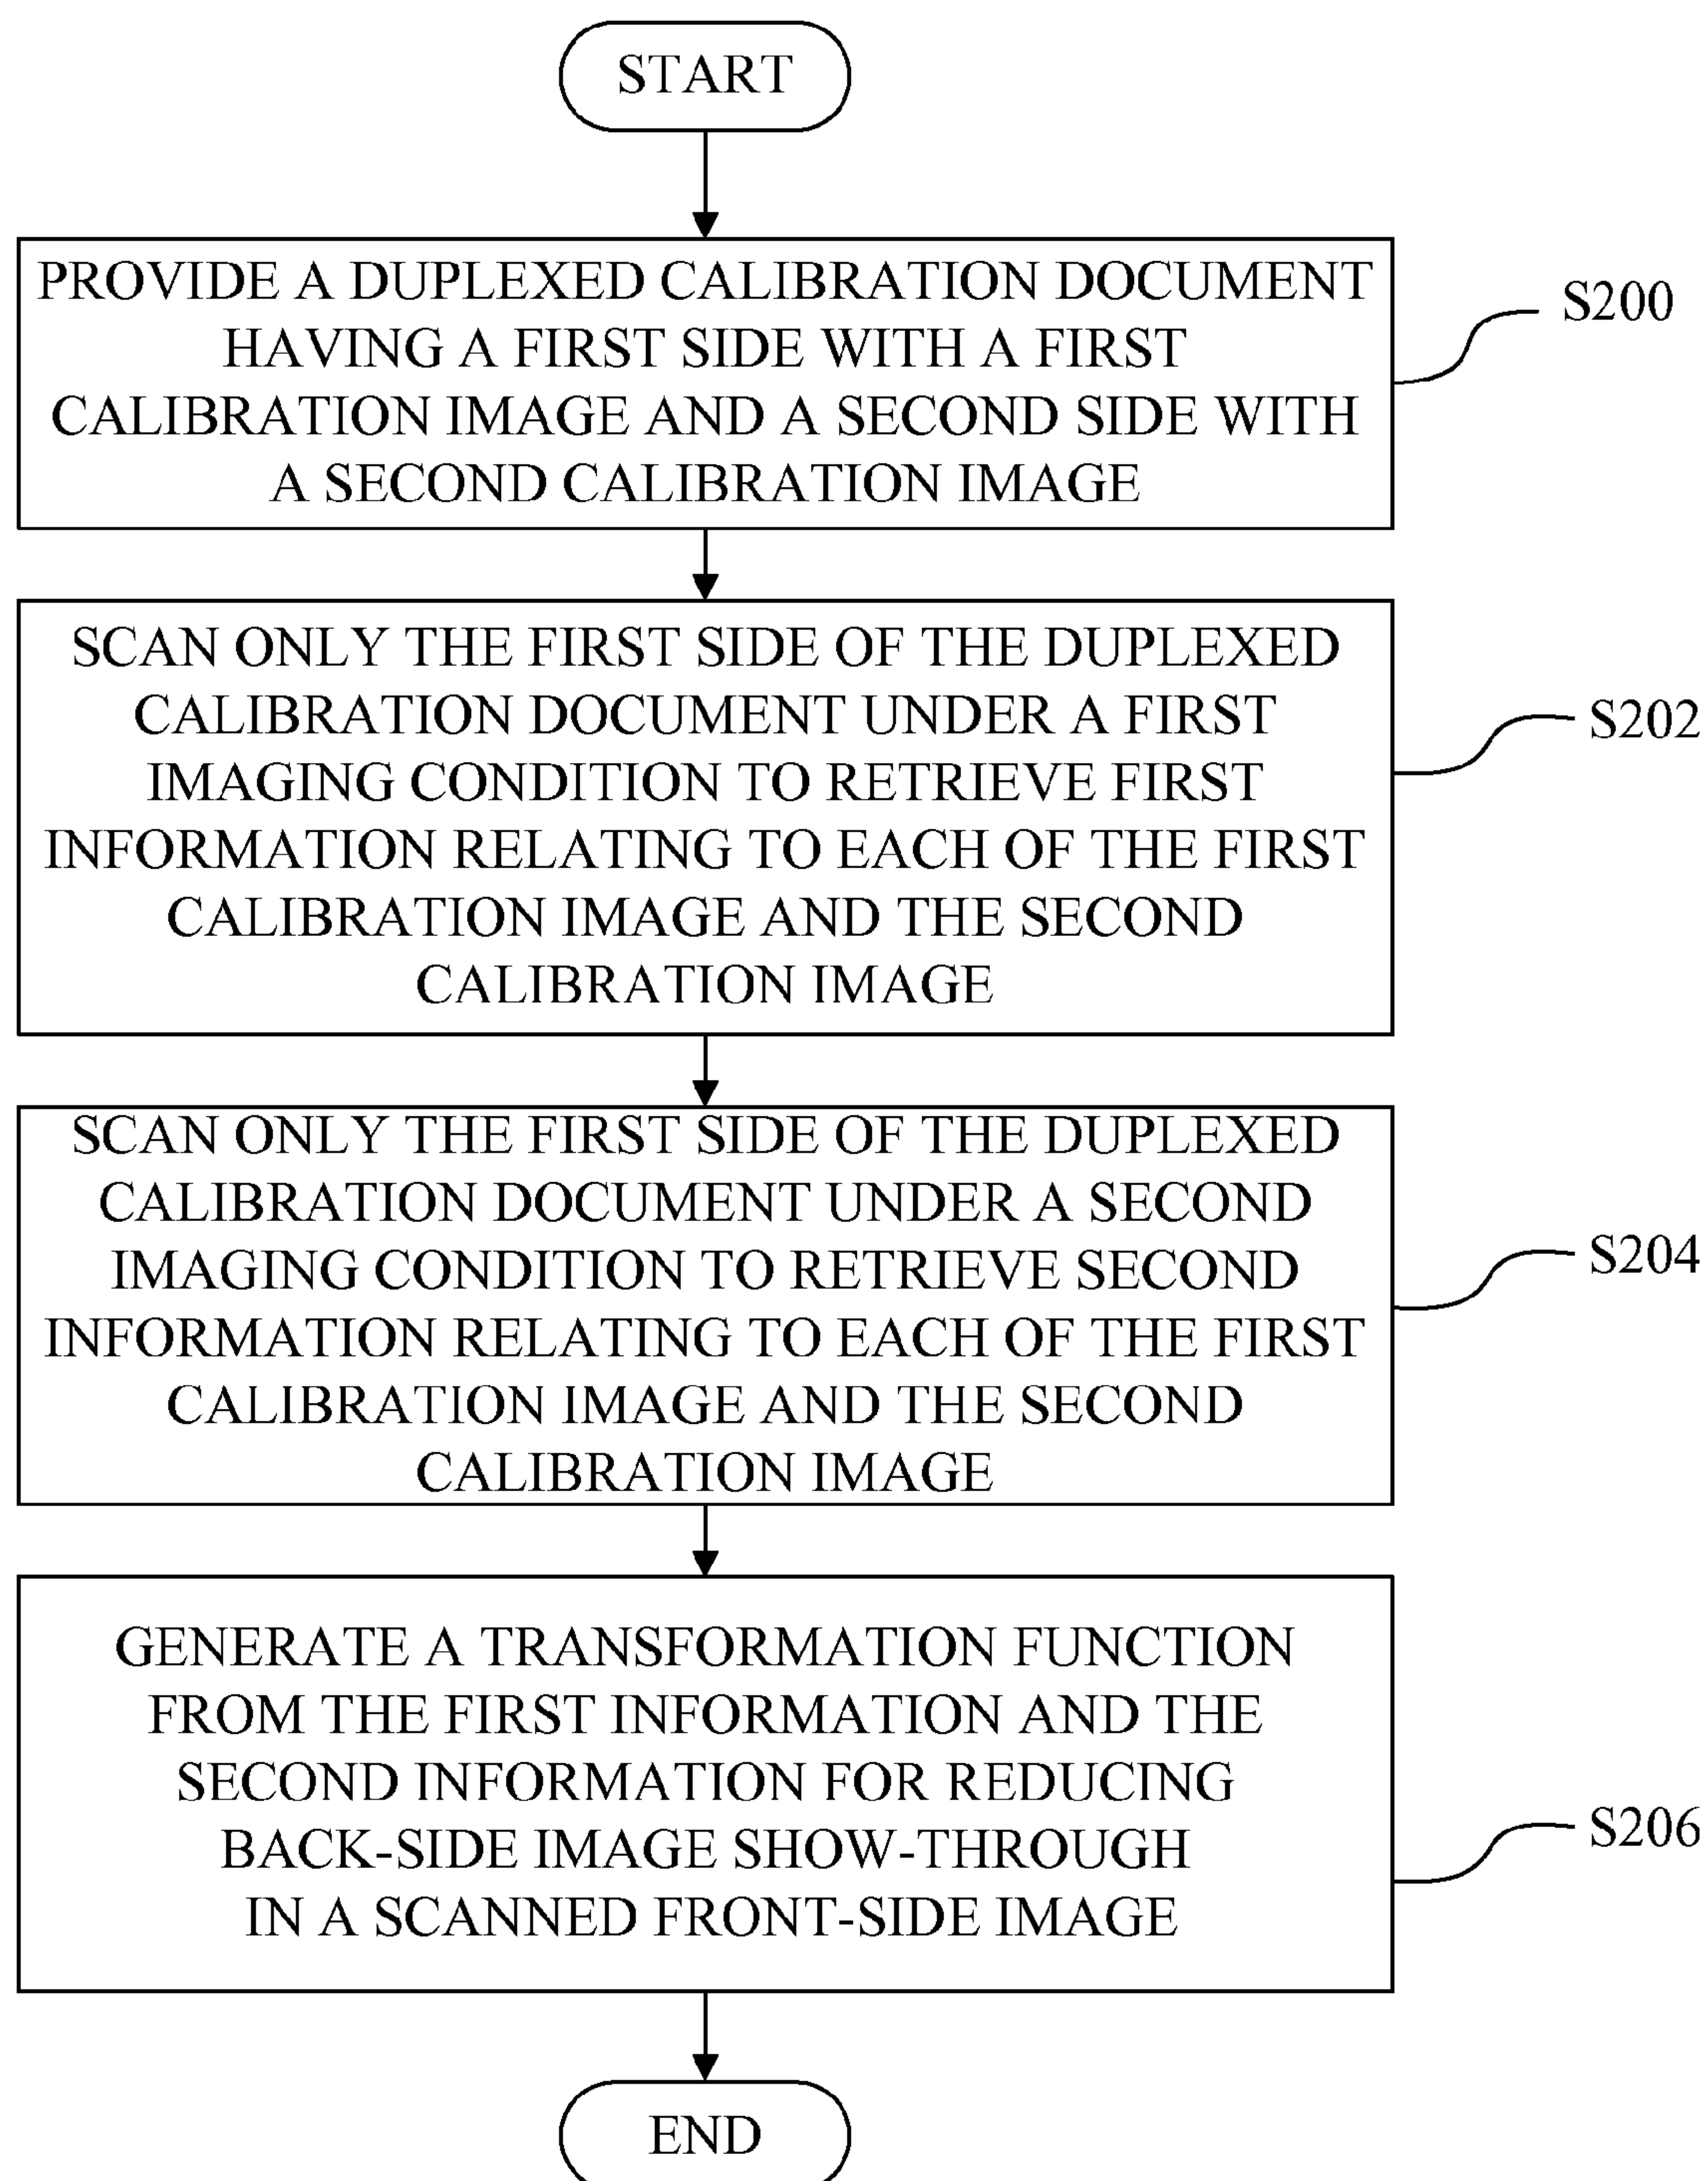 START
PROVIDE A DUPLEXED CALIBRATION DOCUMENT
HAVING A FIRST SIDE WITH A FIRST
CALIBRATION IMAGE AND A SECOND SIDE WITH
A SECOND CALIBRATION IMAGE
S200
SCAN ONLY THE FIRST SIDE OF THE DUPLEXED
CALIBRATION DOCUMENT UNDER A FIRST
IMAGING CONDITION TO RETRIEVE FIRST
INFORMATION RELATING TO EACH OF THE FIRST
CALIBRATION IMAGE AND THE SECOND
CALIBRATION IMAGE
S202
SCAN ONLY THE FIRST SIDE OF THE DUPLEXED
CALIBRATION DOCUMENT UNDER A SECOND
IMAGING CONDITION TO RETRIEVE SECOND
INFORMATION RELATING TO EACH OF THE FIRST
CALIBRATION IMAGE AND THE SECOND
CALIBRATION IMAGE
S204
GENERATE A TRANSFORMATION FUNCTION
FROM THE FIRST INFORMATION AND THE
SECOND INFORMATION FOR REDUCING
BACK-SIDE IMAGE SHOW-THROUGH
IN A SCANNED FRONT-SIDE IMAGE
S206
END